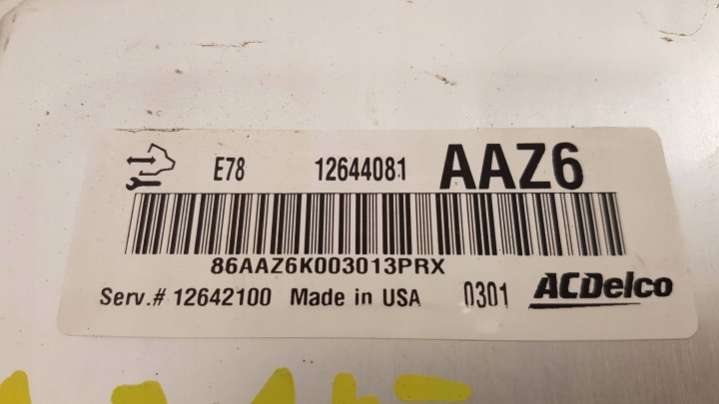 E78 12644081 AAZ6
86AAZ6K003013PRX
Serv.# 12642100 Made in USA 0301 ACDelco